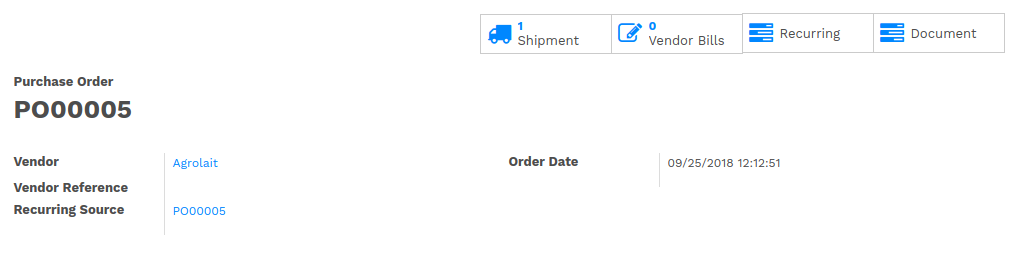 1
Shipment
0
Vendor Bills
Recurring
Document
Purchase Order
PO00005
Vendor Agrolait Order Date 09/25/2018 12:12:51
Vendor Reference
Recurring Source PO00005